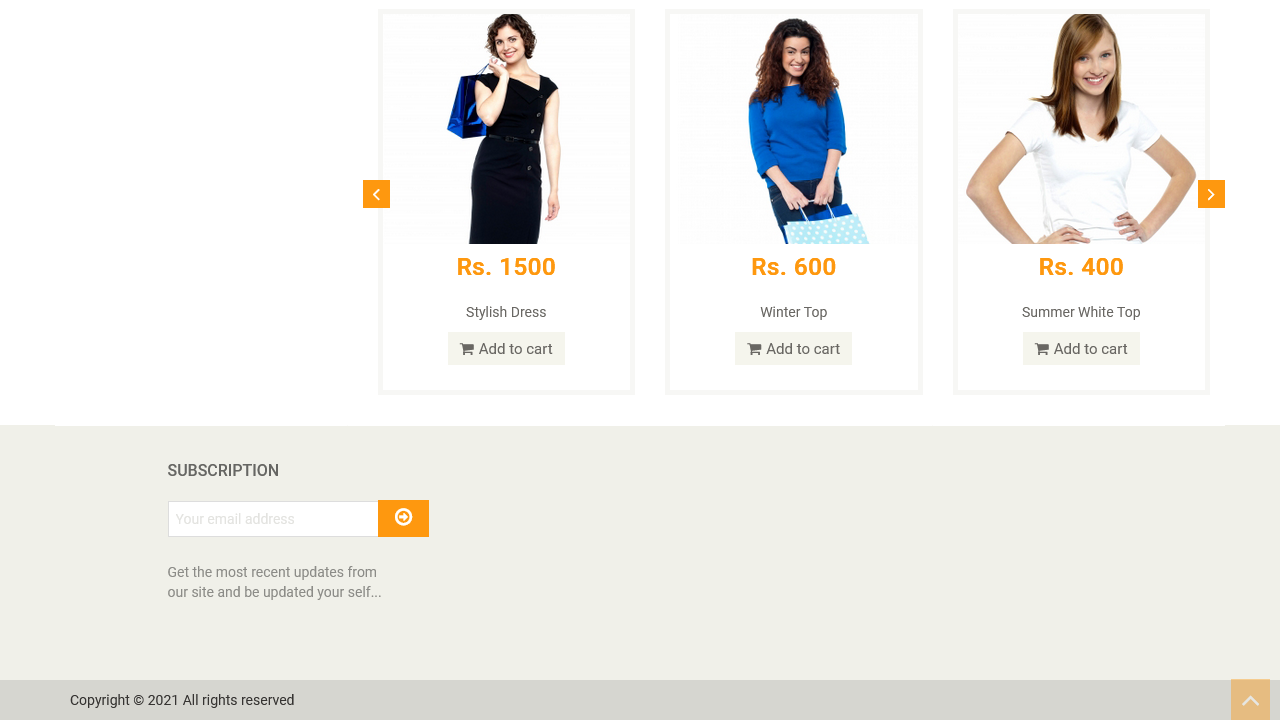 Rs. 1500
Rs. 600
Rs. 400
Stylish Dress
Winter Top
Summer White Top
Add to cart
Add to cart
Add to cart
SUBSCRIPTION
Your email address
Get the most recent updates from
our site and be updated your self...
Copyright © 2021 All rights reserved